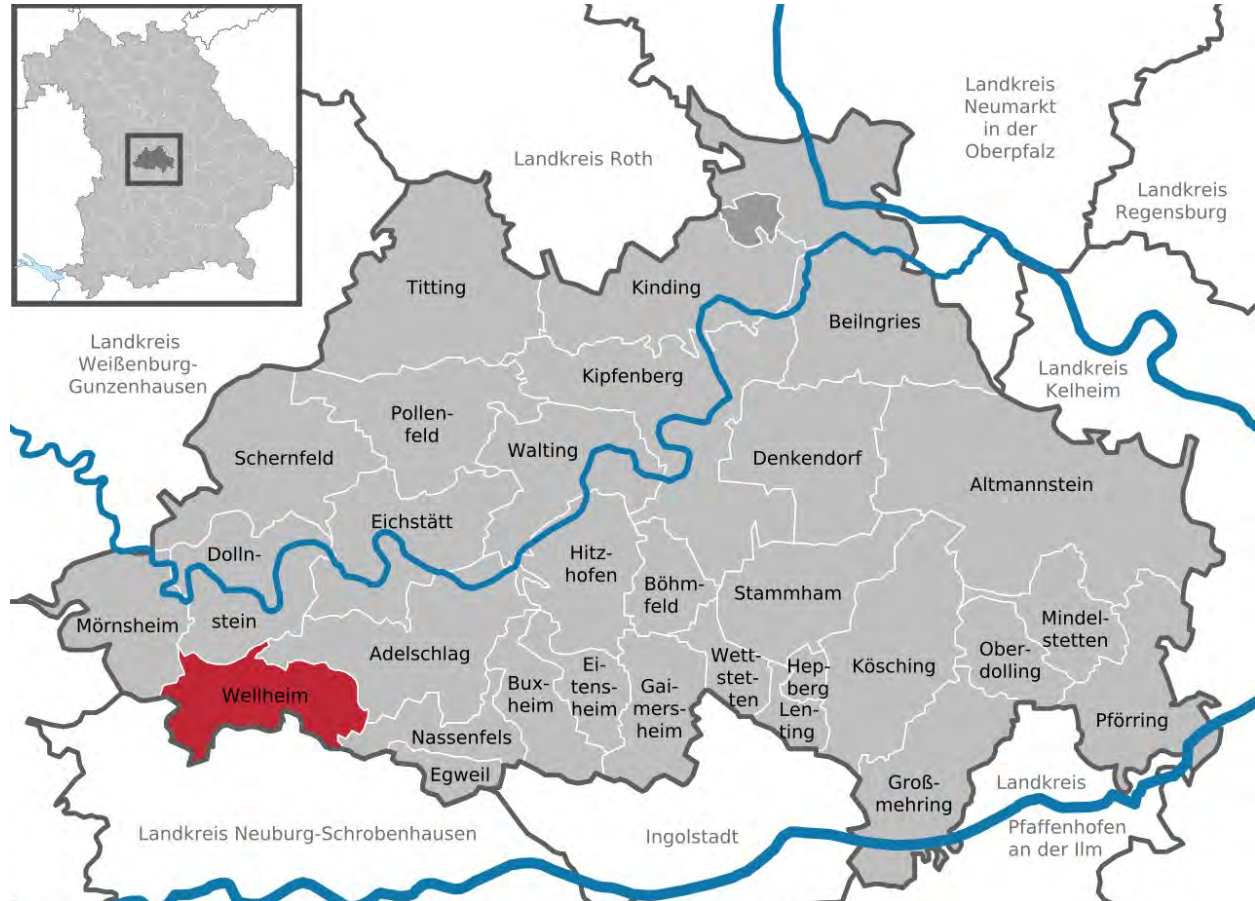 Landkreis
Neumarkt
in der
Oberpfalz
Landkreis Roth
Landkreis
Regensburg
Titting
Kinding
Beilngries
Landkreis
Weißenburg-
Gunzenhausen
Landkreis
Kelheim
Kipfenberg
Pollen-
feld
Walting
Schernfeld
Denkendorf
Altmannstein
Eichstätt
Dolln-
stein
Hitz-
hofen
Böhm-
feld
Stammham
Mindel-
stetten
Mörnsheim
Adelschlag
Ober-
dolling
Kösching
Wett-
stetten
Hep-
berg
Ei-
tens-
heim
Bux-
heim
Gai-
mers-
heim
Wellheim
Len-
ting
Pförring
Nassenfels
Egweil
Groß-
mehring
Landkreis
Pfaffenhofen
an der Ilm
Landkreis Neuburg-Schrobenhausen
Ingolstadt